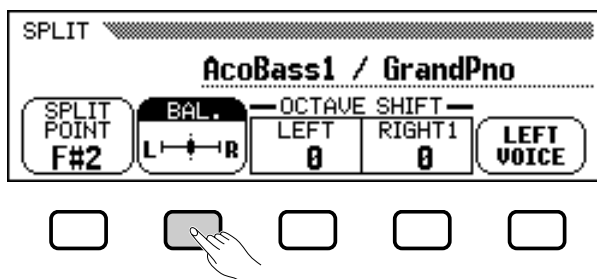 SPLIT
AcoBass1 / GrandPno
SPLIT
POINT
F#2
BAL.
L R
OCTAVE SHIFT
LEFT
0
RIGHT1
0
LEFT
VOICE